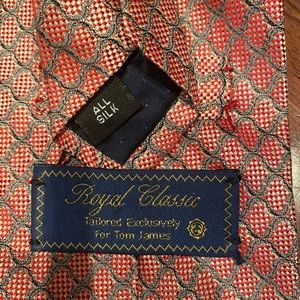 ALL
SILK
Royal Classic
Tailored Exclusively
For Tom James